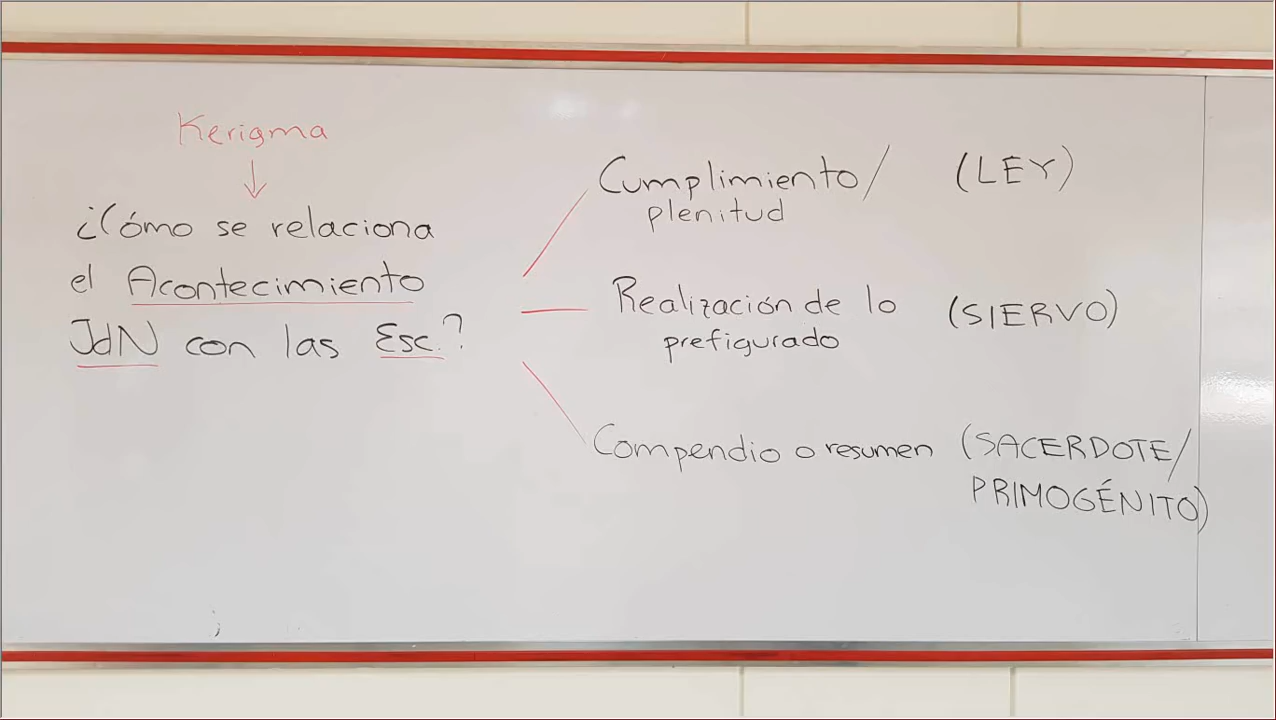 Kerigma
¿Cómo se relaciona
el Acontecimiento
JdN con las Esc.?
Cumplimiento/ (LEY)
plenitud
Realización de lo (SIERVO)
prefigurado
Compendio o resumen (SACERDOTE/
PRIMOGÉNITO)